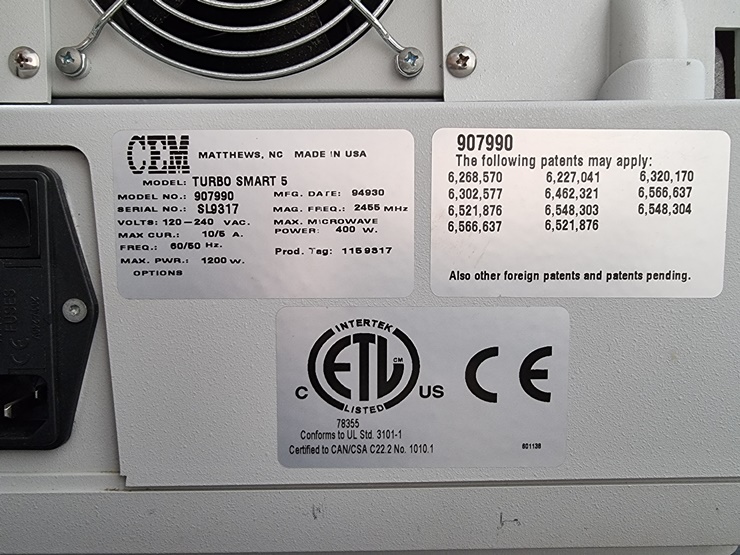 CEM MATTHEWS, NC MADE IN USA
MODEL: TURBO SMART 5
MODEL NO.: 907990 MFG. DATE: 94930
SERIAL NO.: SL9317 MAG. FREQ.: 2455 MHz
VOLTS: 120-240 VAC. MAX. MICROWAVE
MAX CUR.: 10/5 A. POWER: 400 W.
FREQ.: 60/50 Hz.
Prod. Tag: 1159317
MAX. PWR.: 1200 W.
OPTIONS
907990
The following patents may apply:
6,268,570 6,227,041 6,320,170
6,302,577 6,462,321 6,566,637
6,521,876 6,548,303 6,548,304
6,566,637 6,521,876
Also other foreign patents and patents pending.
INTERTEK
C ETL CM US CE
LISTED
78355
Conforms to UL Std. 3101-1
Certified to CAN/CSA C22.2 No. 1010.1
601138